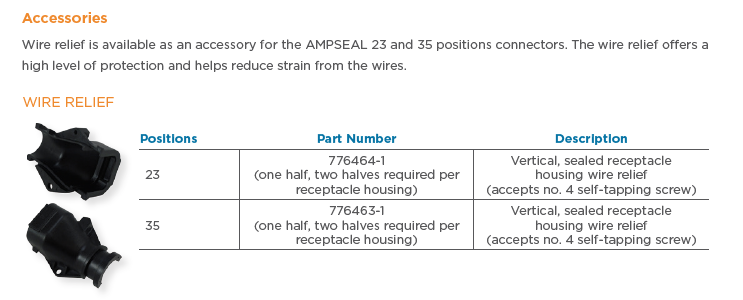 Accessories
Wire relief is available as an accessory for the AMPSEAL 23 and 35 positions connectors. The wire relief offers a
high level of protection and helps reduce strain from the wires.
WIRE RELIEF
Positions Part Number Description
776464-1 Vertical, sealed receptacle
23 (one half, two halves required per housing wire relief
receptacle housing) (accepts no. 4 self-tapping screw)
776463-1 Vertical, sealed receptacle
35 (one half, two halves required per housing wire relief
receptacle housing) (accepts no. 4 self-tapping screw)